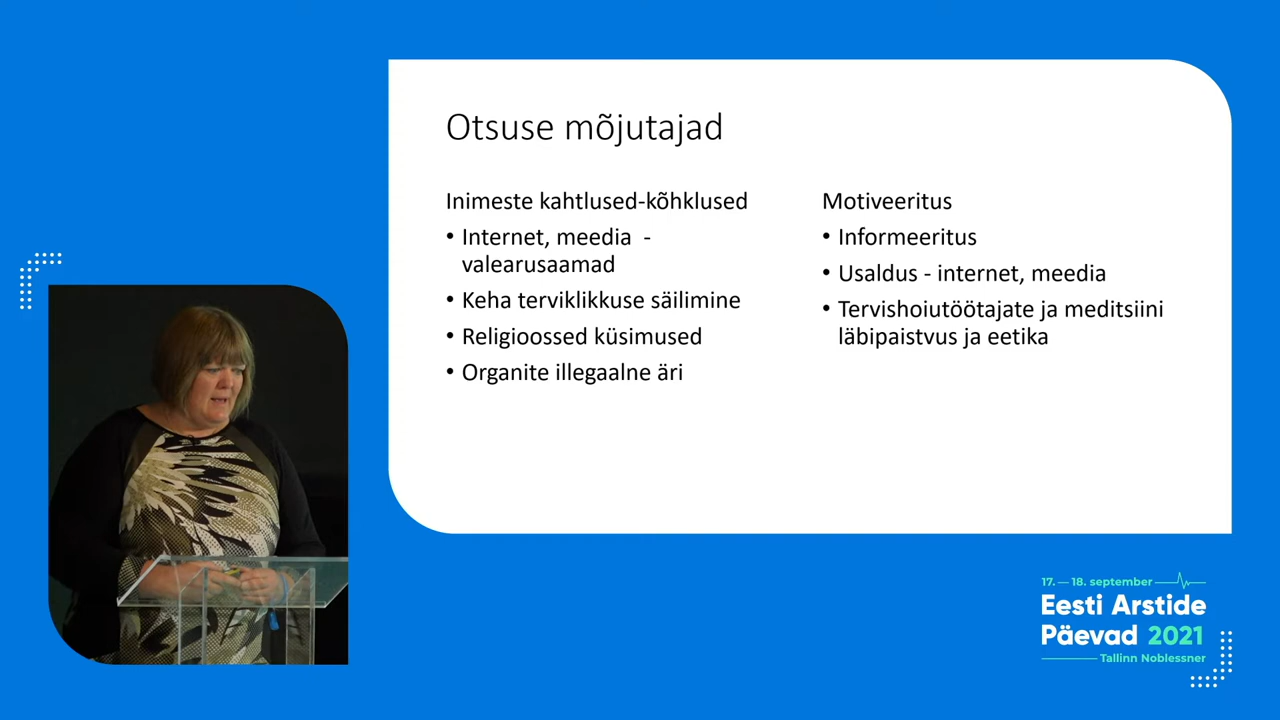 Otsuse mõjutajad
Inimeste kahtlused-kõhklused
• Internet, meedia -
valearusaamad
• Keha terviklikkuse säilimine
• Religioossed küsimused
• Organite illegaalne äri
Motiveeritus
• Informeeritus
• Usaldus - internet, meedia
• Tervishoiutöötajate ja meditsiini
läbipaistvus ja eetika
17. — 18. september
Eesti Arstide
Päevad 2021
Tallinn Noblessner